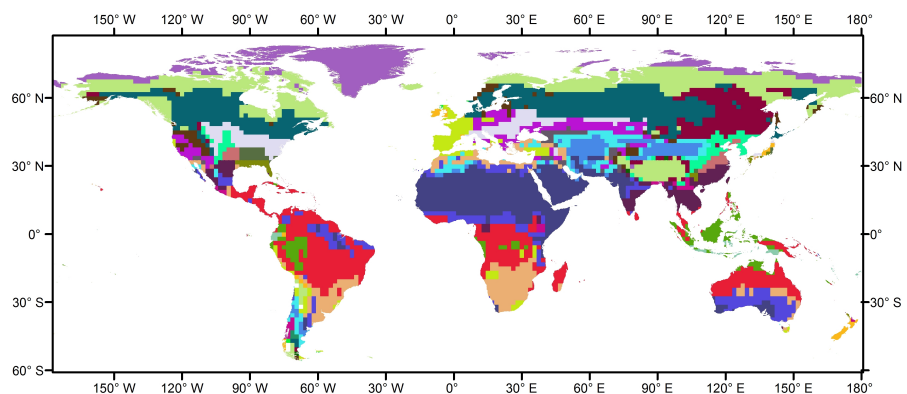 150° W 120° W 90° W 60° W 30° W 0° 30° E 60° E 90° E 120° E 150° E 180°
60° N 60° N
30° N 30° N
0° 0°
30° S 30° S
60° S
150° W 120° W 90° W 60° W 30° W 0° 30° E 60° E 90° E 120° E 150° E 180°